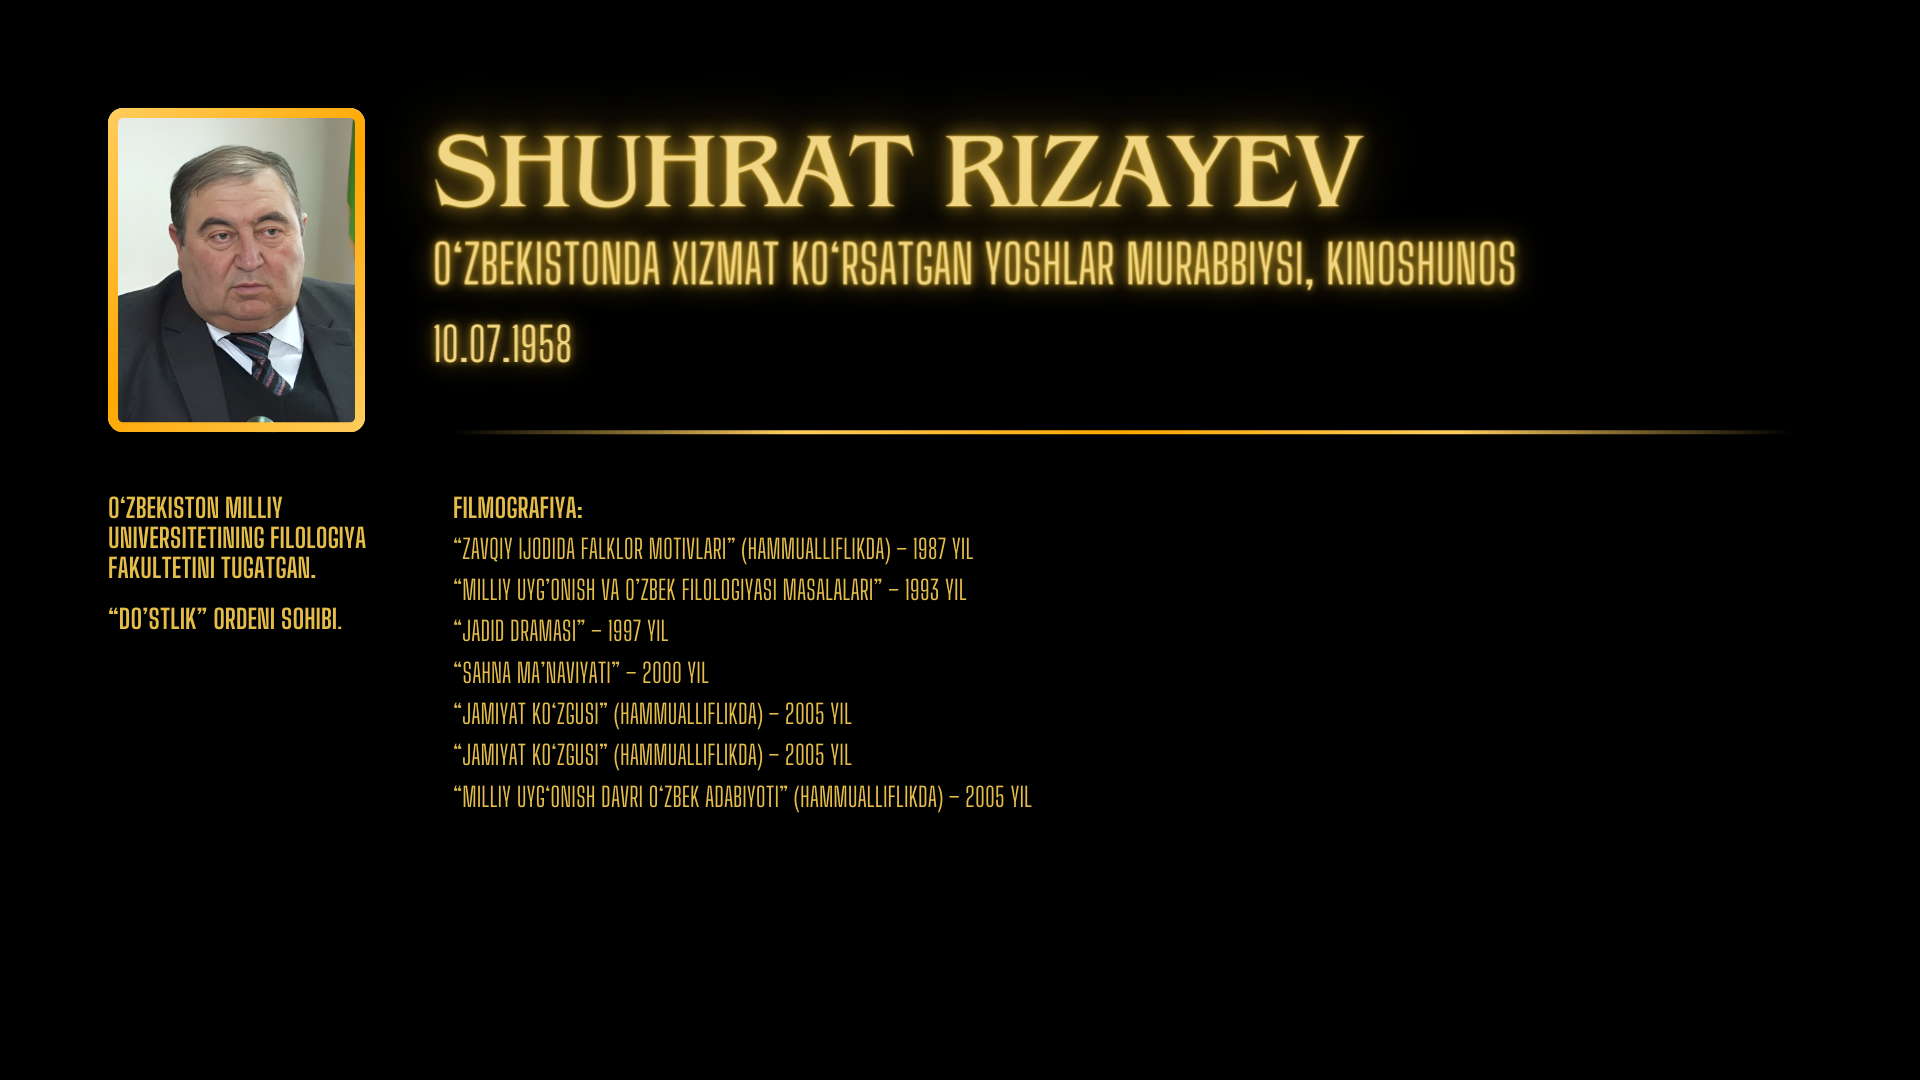 SHUHRAT RIZAYEV
O‘ZBEKISTONDA XIZMAT KO‘RSATGAN YOSHLAR MURABBIYSI, KINOSHUNOS
10.07.1958
O‘ZBEKISTON MILLIY
UNIVERSITETINING FILOLOGIYA
FAKULTETINI TUGATGAN.
“DO’STLIK” ORDENI SOHIBI.
FILMOGRAFIYA:
“ZAVQIY IJODIDA FALKLOR MOTIVLARI” (HAMMUALLIFLIKDA) – 1987 YIL
“MILLIY UYG’ONISH VA O’ZBEK FILOLOGIYASI MASALALARI” – 1993 YIL
“JADID DRAMASI” – 1997 YIL
“SAHNA MA’NAVIYATI” – 2000 YIL
“JAMIYAT KO‘ZGUSI” (HAMMUALLIFLIKDA) – 2005 YIL
“JAMIYAT KO‘ZGUSI” (HAMMUALLIFLIKDA) – 2005 YIL
“MILLIY UYG‘ONISH DAVRI O‘ZBEK ADABIYOTI” (HAMMUALLIFLIKDA) – 2005 YIL